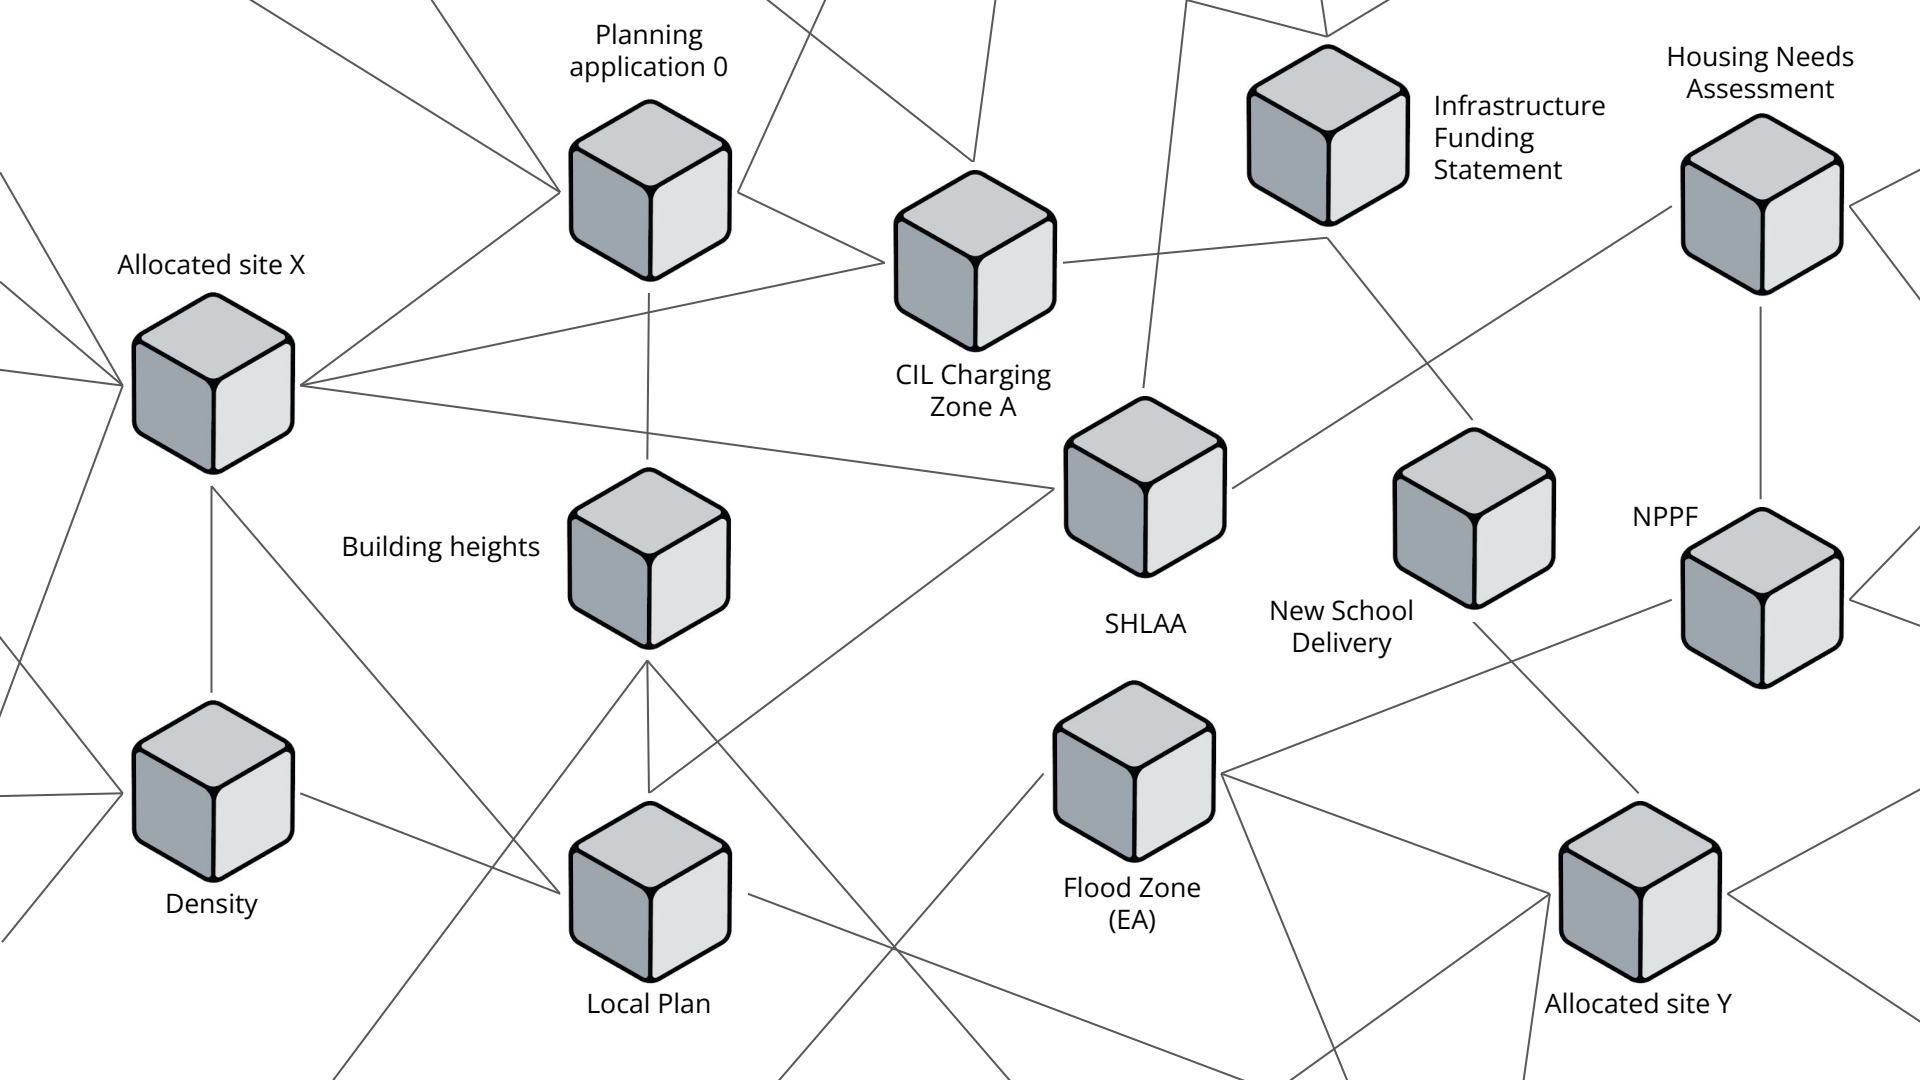 Planning
application 0
Infrastructure
Funding
Statement
Housing Needs
Assessment
Allocated site X
CIL Charging
Zone A
Building heights
NPPF
SHLAA
New School
Delivery
Density
Flood Zone
(EA)
Local Plan
Allocated site Y